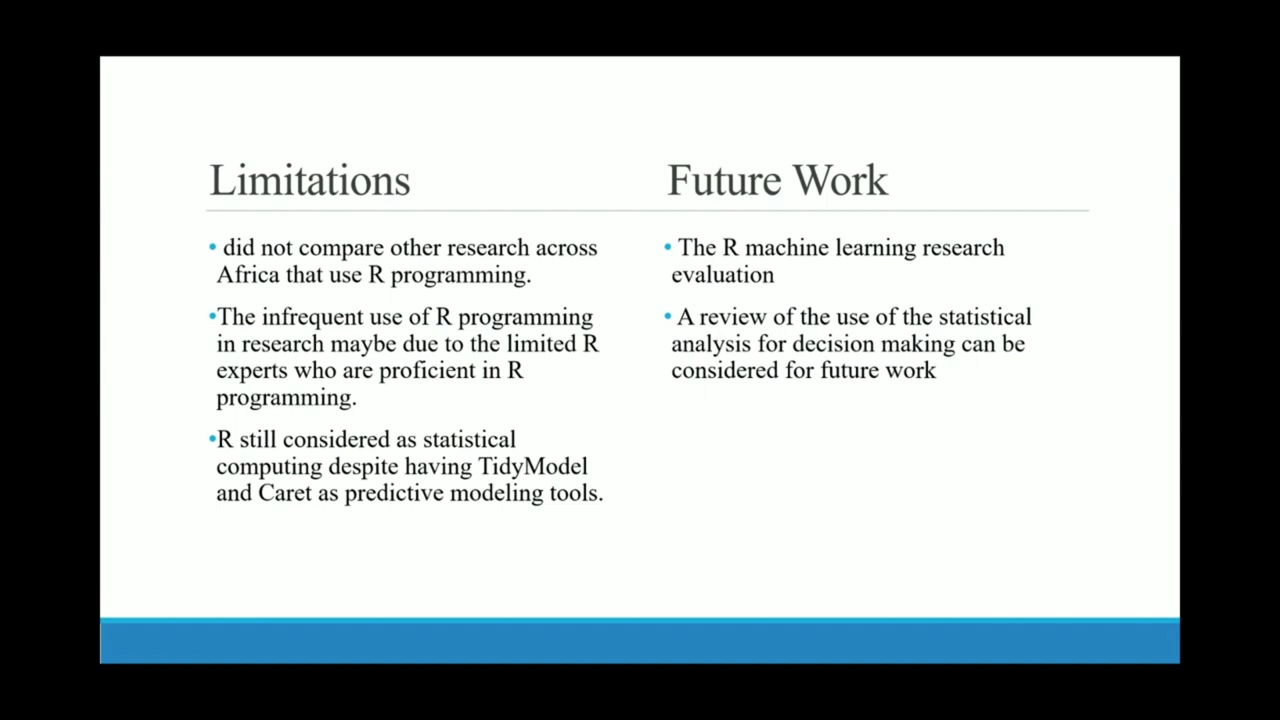 Limitations
• did not compare other research across
Africa that use R programming.
•The infrequent use of R programming
in research maybe due to the limited R
experts who are proficient in R
programming.
•R still considered as statistical
computing despite having TidyModel
and Caret as predictive modeling tools.
Future Work
• The R machine learning research
evaluation
• A review of the use of the statistical
analysis for decision making can be
considered for future work